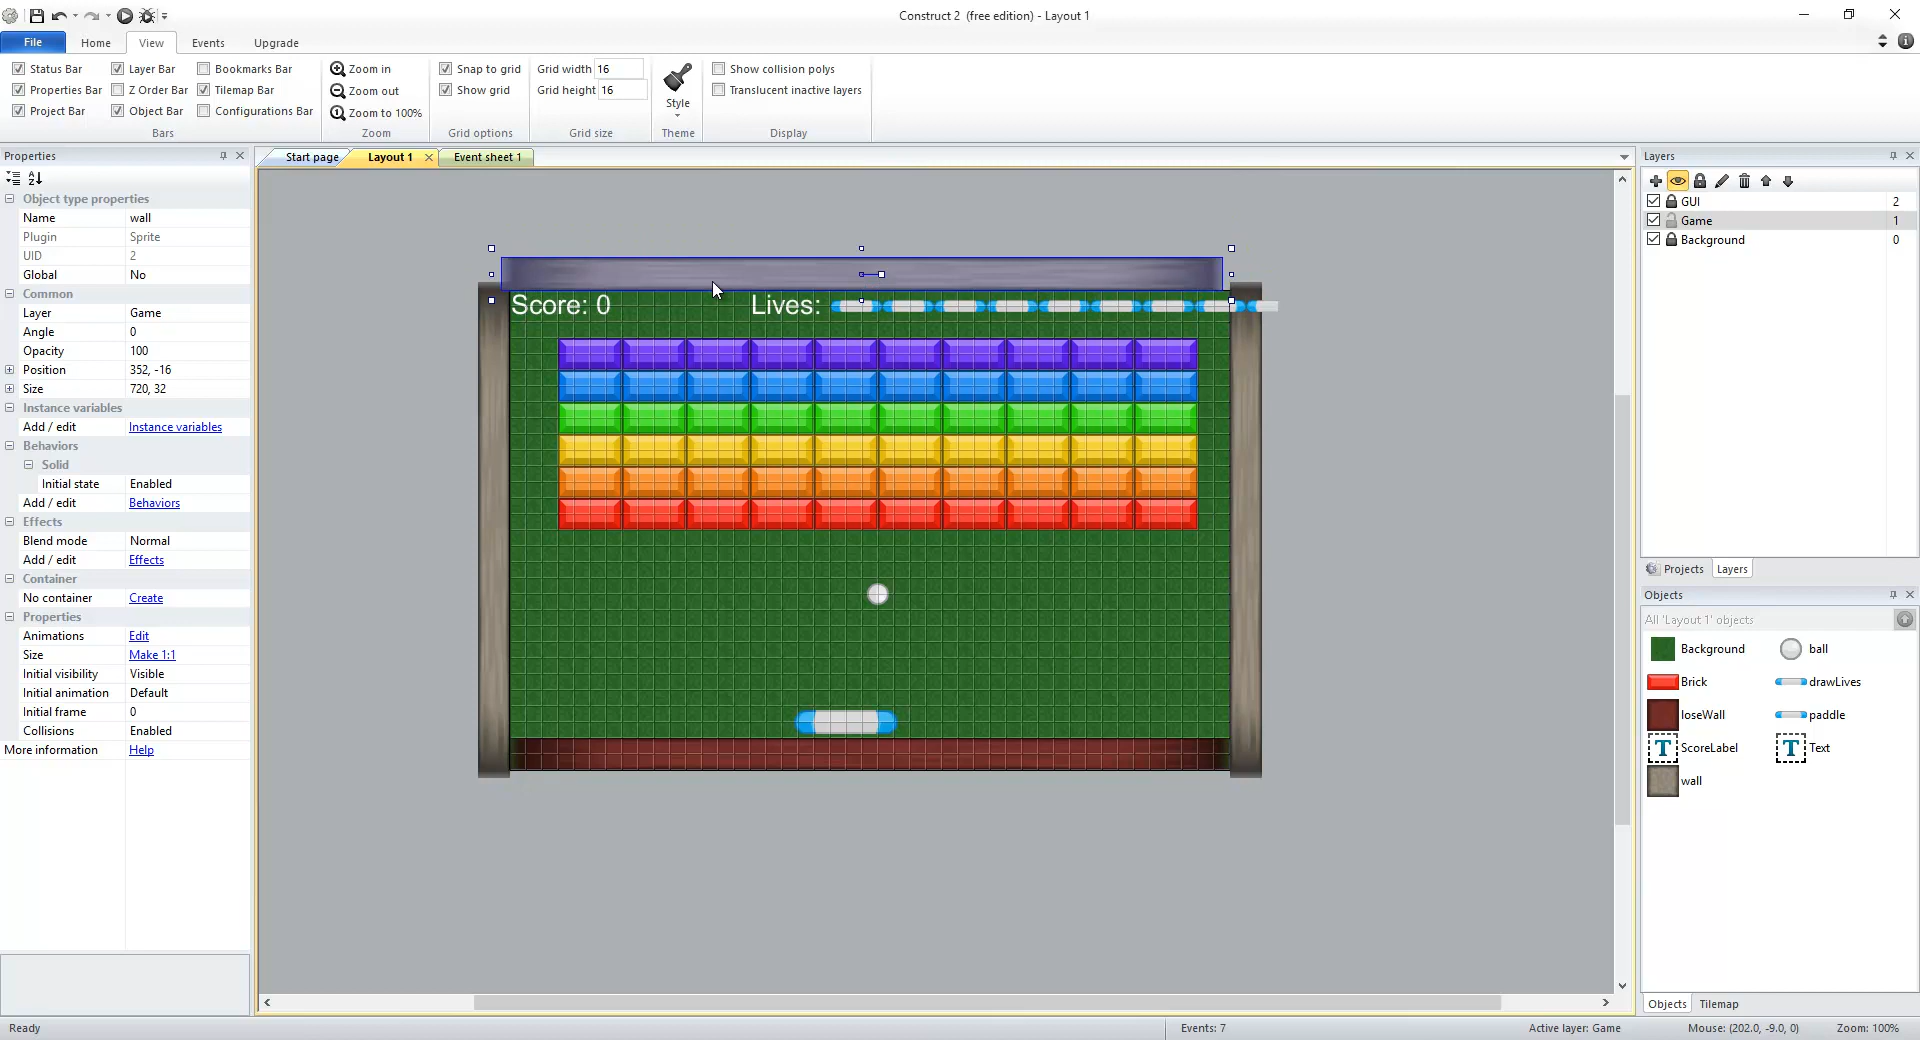 Construct 2 (free edition) - Layout 1
File Home View Events Upgrade
Status Bar Layer Bar Bookmarks Bar Zoom in Snap to grid Grid width 16 Show collision polys
Properties Bar Z Order Bar Tilemap Bar Zoom out Show grid Grid height 16 Translucent inactive layers
Project Bar Object Bar Configurations Bar Zoom to 100% Style
Bars Zoom Grid options Grid size Theme Display
Properties
Start page Layout 1 Event sheet 1
Layers
Object type properties
Name wall
Plugin Sprite
UID 2
Global No
Common
Layer Game
Angle 0
Opacity 100
Position 352, -16
Size 720, 32
Instance variables
Add / edit Instance variables
Behaviors
Solid
Initial state Enabled
Add / edit Behaviors
Effects
Blend mode Normal
Add / edit Effects
Container
No container Create
Properties
Animations Edit
Size Make 1:1
Initial visibility Visible
Initial animation Default
Initial frame 0
Collisions Enabled
More information Help
Score: 0 Lives:
GUI 2
Game 1
Background 0
Projects Layers
Objects
All 'Layout 1' objects
Background ball
Brick drawLives
loseWall paddle
T ScoreLabel T Text
wall
Objects Tilemap
Ready Events: 7 Active layer: Game Mouse: (202.0, -9.0, 0) Zoom: 100%